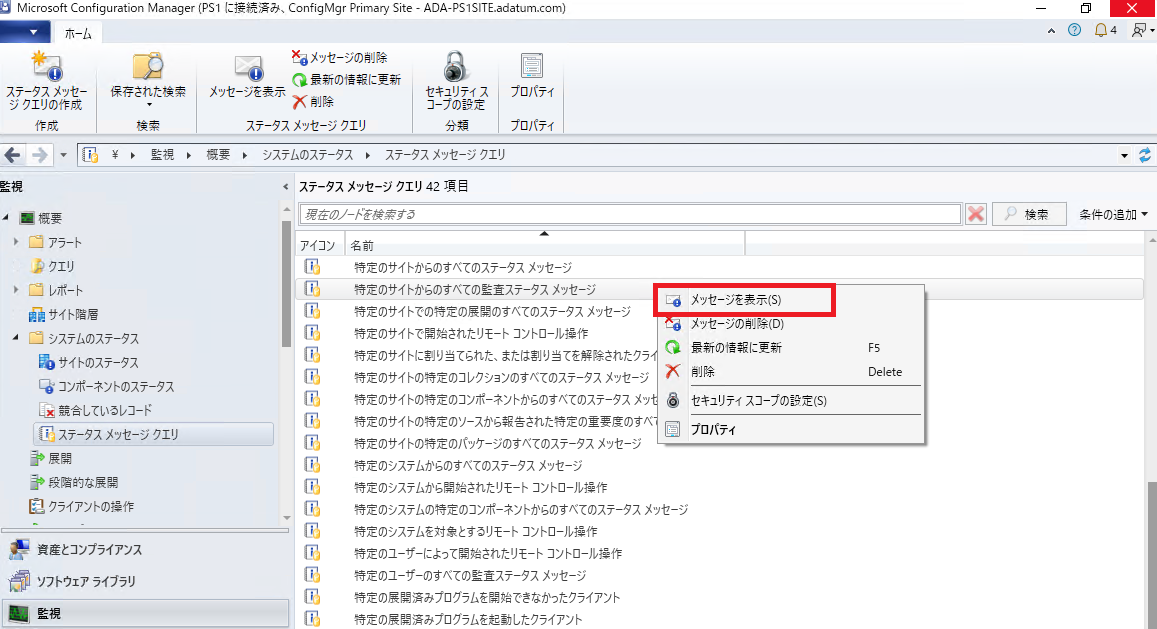 Microsoft Configuration Manager (PS1 に接続済み、ConfigMgr Primary Site - ADA-PS1SITE.adatum.com)
ホーム
4
ステータス メッセー
ジ クエリの作成
作成
保存された検索
検索
メッセージを表示
メッセージの削除
最新の情報に更新
削除
ステータス メッセージ クエリ
セキュリティ ス
コープの設定
分類
プロパティ
プロパティ
¥ 監視 概要 システムのステータス ステータス メッセージ クエリ
監視
概要
アラート
クエリ
レポート
サイト階層
システムのステータス
サイトのステータス
コンポーネントのステータス
競合しているレコード
ステータス メッセージ クエリ
展開
段階的な展開
クライアントの操作
資産とコンプライアンス
ソフトウェア ライブラリ
監視
ステータス メッセージ クエリ 42 項目
現在のノードを検索する
検索
条件の追加
アイコン 名前
特定のサイトからのすべてのステータス メッセージ
特定のサイトからのすべての監査ステータス メッセージ
特定のサイトでの特定の展開のすべてのステータス メッセージ
特定のサイトで開始されたリモート コントロール操作
特定のサイトに割り当てられた、または割り当てを解除されたクライ
特定のサイトの特定のコレクションのすべてのステータス メッセージ
特定のサイトの特定のコンポーネントからのすべてのステータス メッセ
特定のサイトの特定のソースから報告された特定の重要度のすべて
特定のサイトの特定のパッケージのすべてのステータス メッセージ
特定のシステムからのすべてのステータス メッセージ
特定のシステムから開始されたリモート コントロール操作
特定のシステムの特定のコンポーネントからのすべてのステータス メッセージ
特定のシステムを対象とするリモート コントロール操作
特定のユーザーによって開始されたリモート コントロール操作
特定のユーザーのすべての監査ステータス メッセージ
特定の展開済みプログラムを開始できなかったクライアント
特定の展開済みプログラムを起動したクライアント
メッセージを表示(S)
メッセージの削除(D)
最新の情報に更新 F5
削除 Delete
セキュリティ スコープの設定(S)
プロパティ